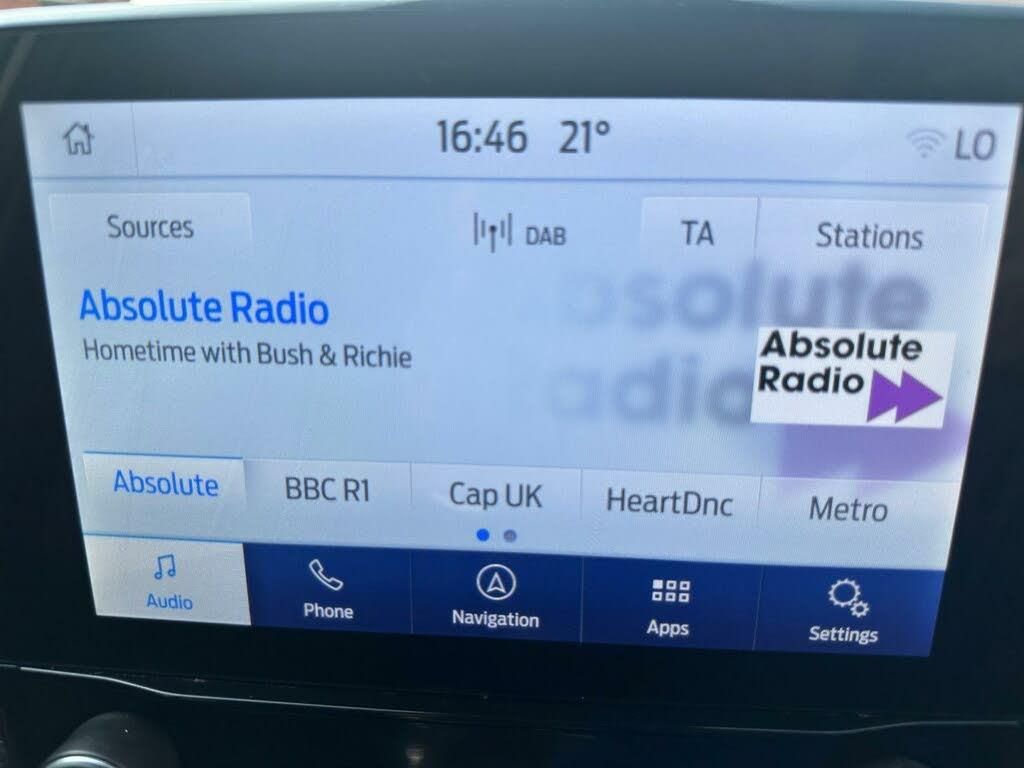 16:46 21° LO
Sources DAB TA Stations
Absolute Radio
Hometime with Bush & Richie
Absolute
Radio
Absolute BBC R1 Cap UK HeartDnc Metro
Audio Phone Navigation Apps Settings